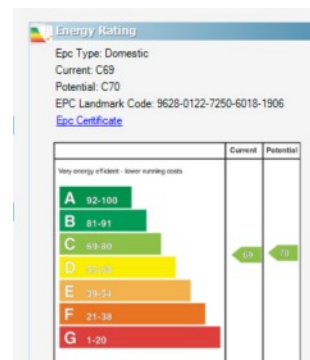 Energy Rating
Epc Type: Domestic
Current: C69
Potential: C70
EPC Landmark Code: 9628-0122-7250-6018-1906
Epc Certificate
Current Potential
Very energy efficient - lower running costs
A 92-100
B 81-91
C 69-80
69
70
D
E 39-54
F 21-38
G 1-20